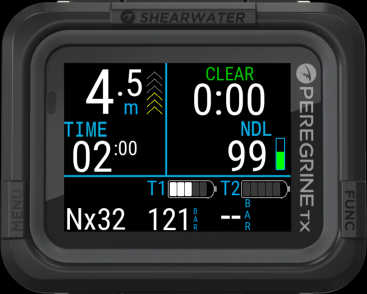 SHEARWATER
4.5 m
CLEAR
0:00
TIME
02:00
NDL
99
T1 T2
Nx32 121 BAR -- BAR
MENU
FUNC
PEREGRINE TX